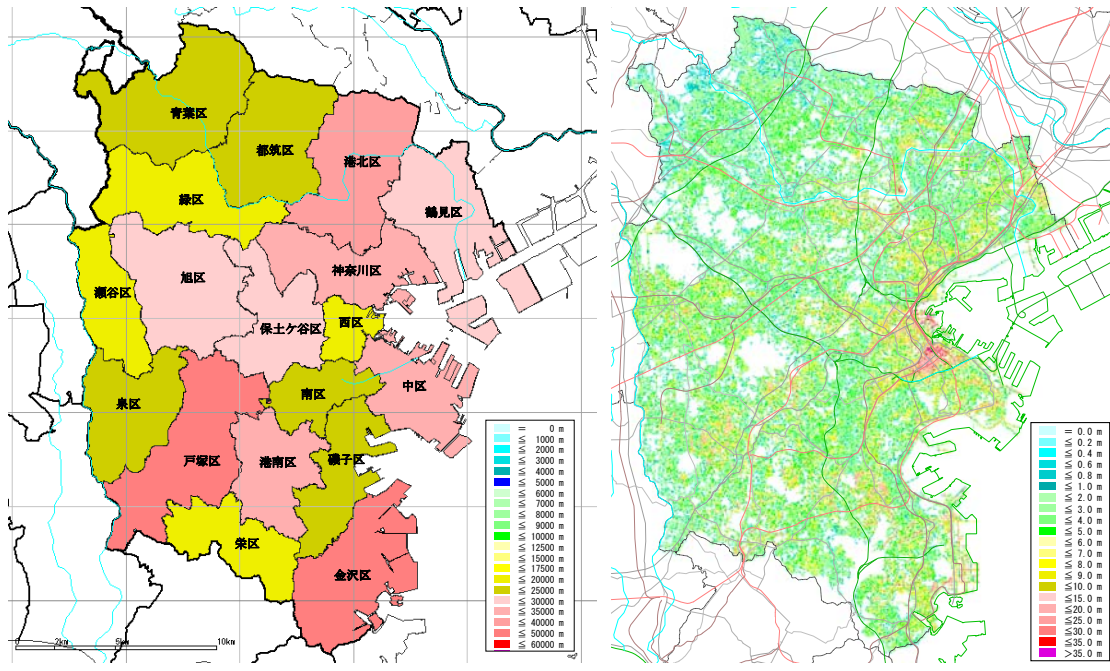 青葉区
都筑区
港北区
緑区
鶴見区
旭区
神奈川区
瀬谷区
保土ケ谷区
西区
泉区
南区
中区
戸塚区
港南区
磯子区
栄区
金沢区
0 2km 5km 10km
= 0 m
≦ 1000 m
≦ 2000 m
≦ 3000 m
≦ 4000 m
≦ 5000 m
≦ 6000 m
≦ 7000 m
≦ 8000 m
≦ 9000 m
≦ 10000 m
≦ 12500 m
≦ 15000 m
≦ 17500 m
≦ 20000 m
≦ 25000 m
≦ 30000 m
≦ 35000 m
≦ 40000 m
≦ 50000 m
≦ 60000 m
= 0.0 m
≦ 0.2 m
≦ 0.4 m
≦ 0.6 m
≦ 0.8 m
≦ 1.0 m
≦ 2.0 m
≦ 3.0 m
≦ 4.0 m
≦ 5.0 m
≦ 6.0 m
≦ 7.0 m
≦ 8.0 m
≦ 9.0 m
≦10.0 m
≦15.0 m
≦20.0 m
≦25.0 m
≦30.0 m
≦35.0 m
>35.0 m